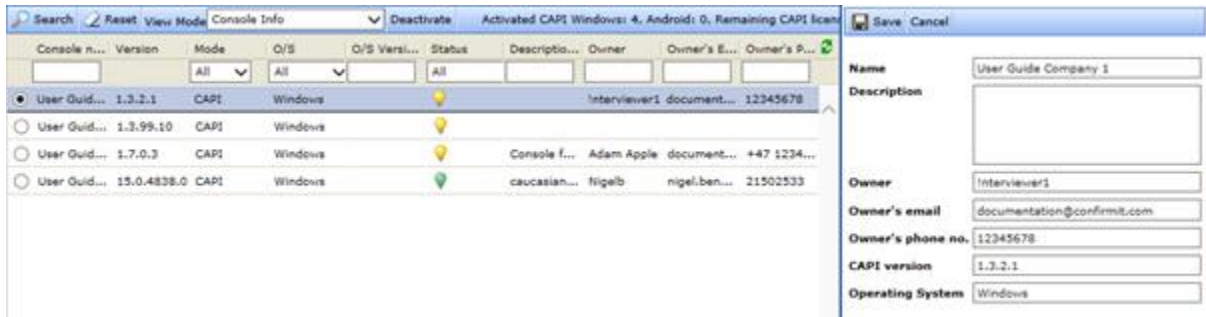 Search Reset View Mode Console Info Deactivate Activated CAPI Windows: 4, Android: 0, Remaining CAPI licen
Console n... Version Mode O/S O/S Versi... Status Descriptio... Owner Owner's E... Owner's P...
All All All
User Guid... 1.3.2.1 CAPI Windows !nterviewer1 document... 12345678
User Guid... 1.3.99.10 CAPI Windows
User Guid... 1.7.0.3 CAPI Windows Console f... Adam Apple document... +47 1234...
User Guid... 15.0.4838.0 CAPI Windows caucasian... Nigelb nigel.ben... 21502533
Save Cancel
Name User Guide Company 1
Description
Owner !nterviewer1
Owner's email documentation@confirmit.com
Owner's phone no. 12345678
CAPI version 1.3.2.1
Operating System Windows